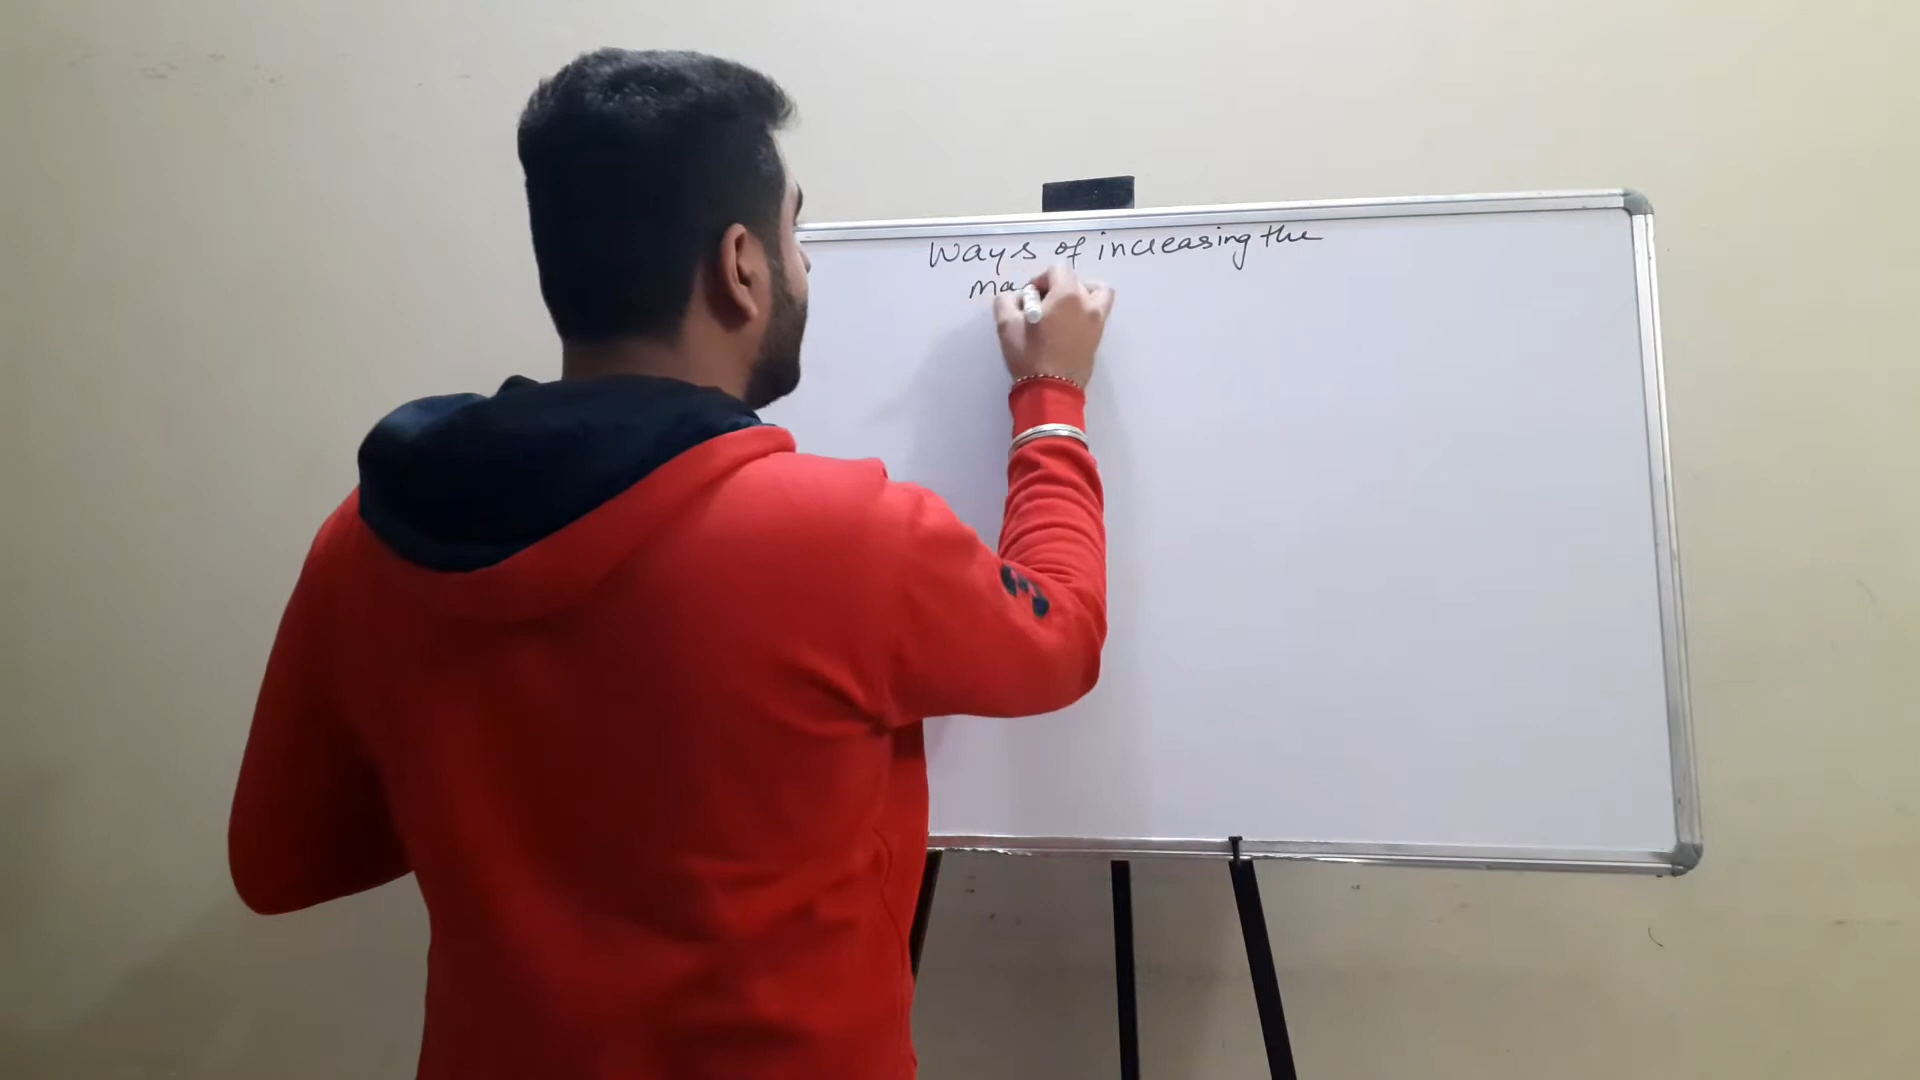 Ways of increasing the
ma